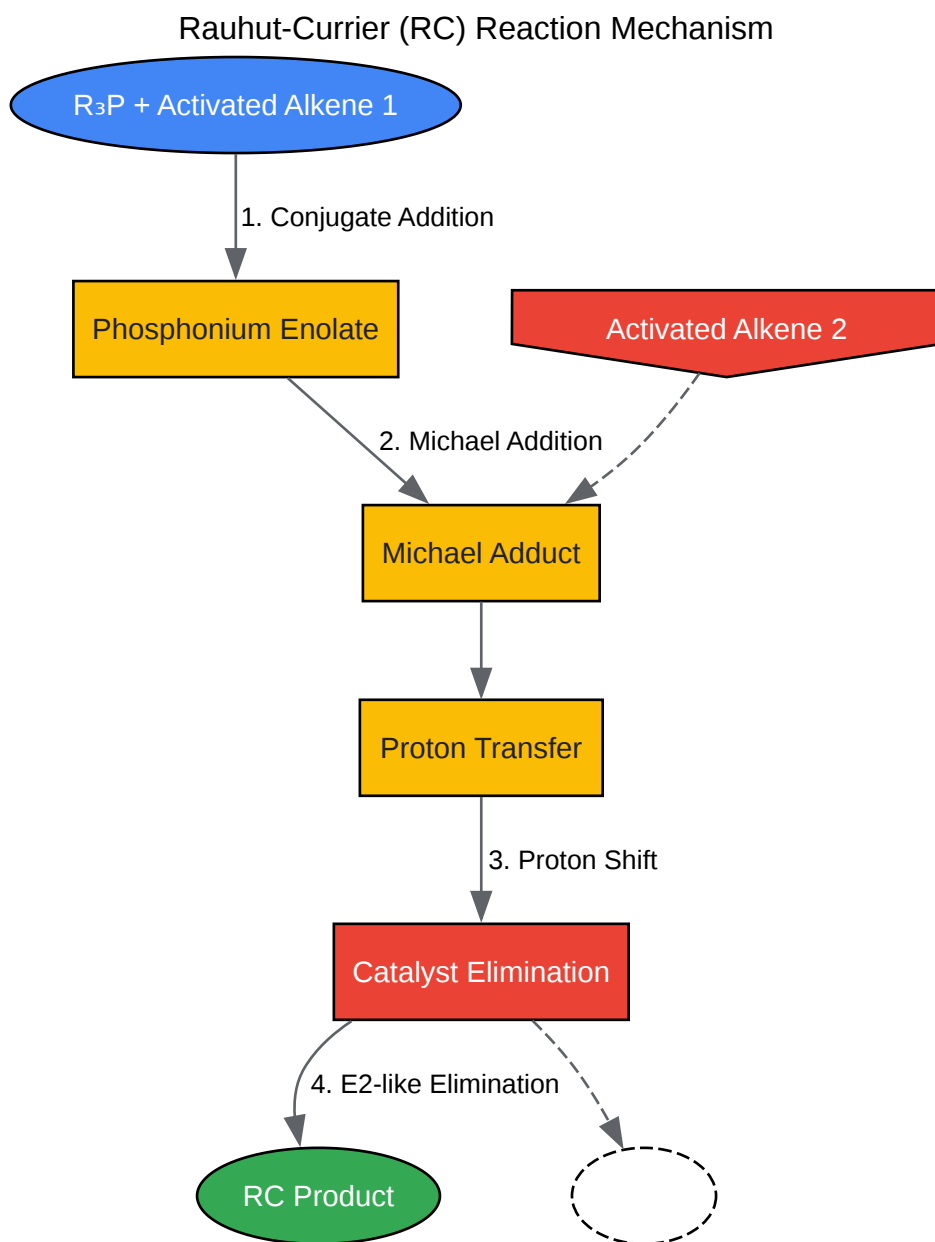 Rauhut-Currier (RC) Reaction Mechanism
R₃P + Activated Alkene 1
1. Conjugate Addition
Phosphonium Enolate
Activated Alkene 2
2. Michael Addition
Michael Adduct
Proton Transfer
3. Proton Shift
Catalyst Elimination
4. E2-like Elimination
RC Product